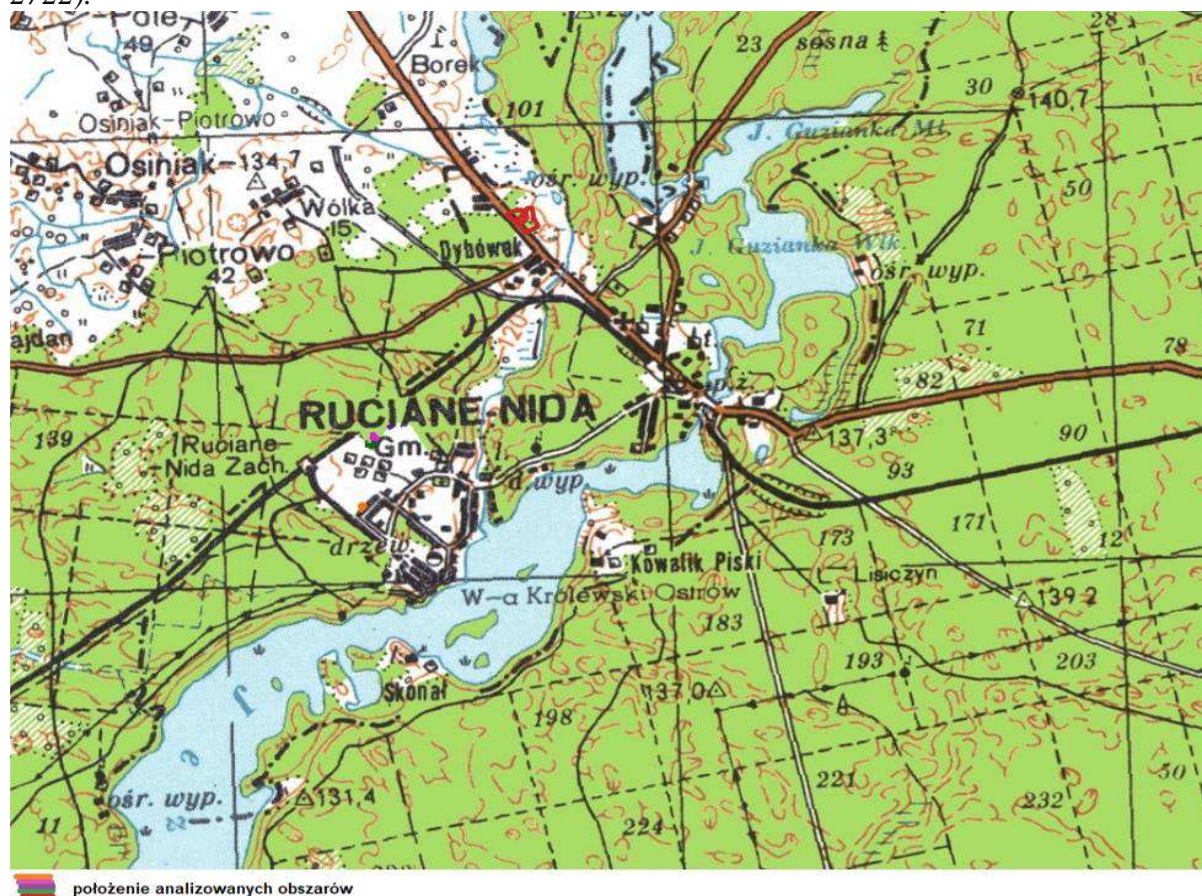 2722).
Pole
49
Borek
101
23 sosna
28
30
140,7
J. Guzianka Mł.
Osiniak-Piotrowo
Osiniak
134,7
ośr. wyp.
50
Wólka
15
Piotrowo
42
Dybówek
J. Guzianka Wlk.
ośr. wyp.
ajdan
120
71
78
82
RUCIANE-NIDA
139
Ruciane-
Nida Zach.
Gm.
137,3
90
93
d. wyp.
171
12
173
drzew.
Kowalik Piski
Lisiczyn
W-a Królewski Ostrów
139,2
183
193
203
Skonał
137,0
198
J e
ośr. wyp.
131,4
221
50
11
232
224
położenie analizowanych obszarów